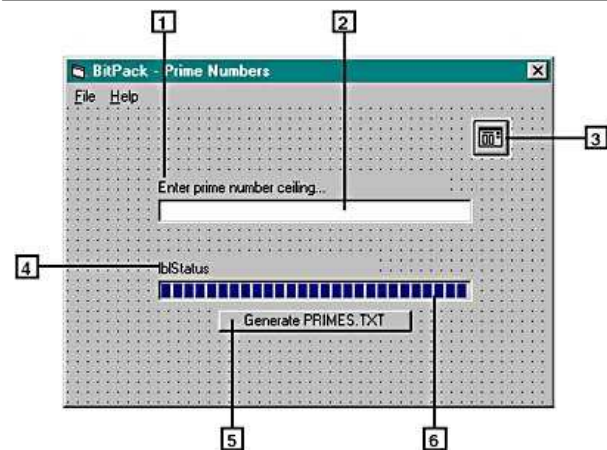 1 2
BitPack - Prime Numbers
File Help
3
Enter prime number ceiling...
4
lblStatus
Generate PRIMES.TXT
5 6